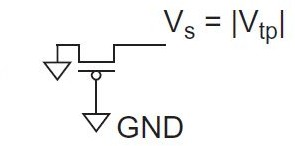 Vs = |Vtp|
GND